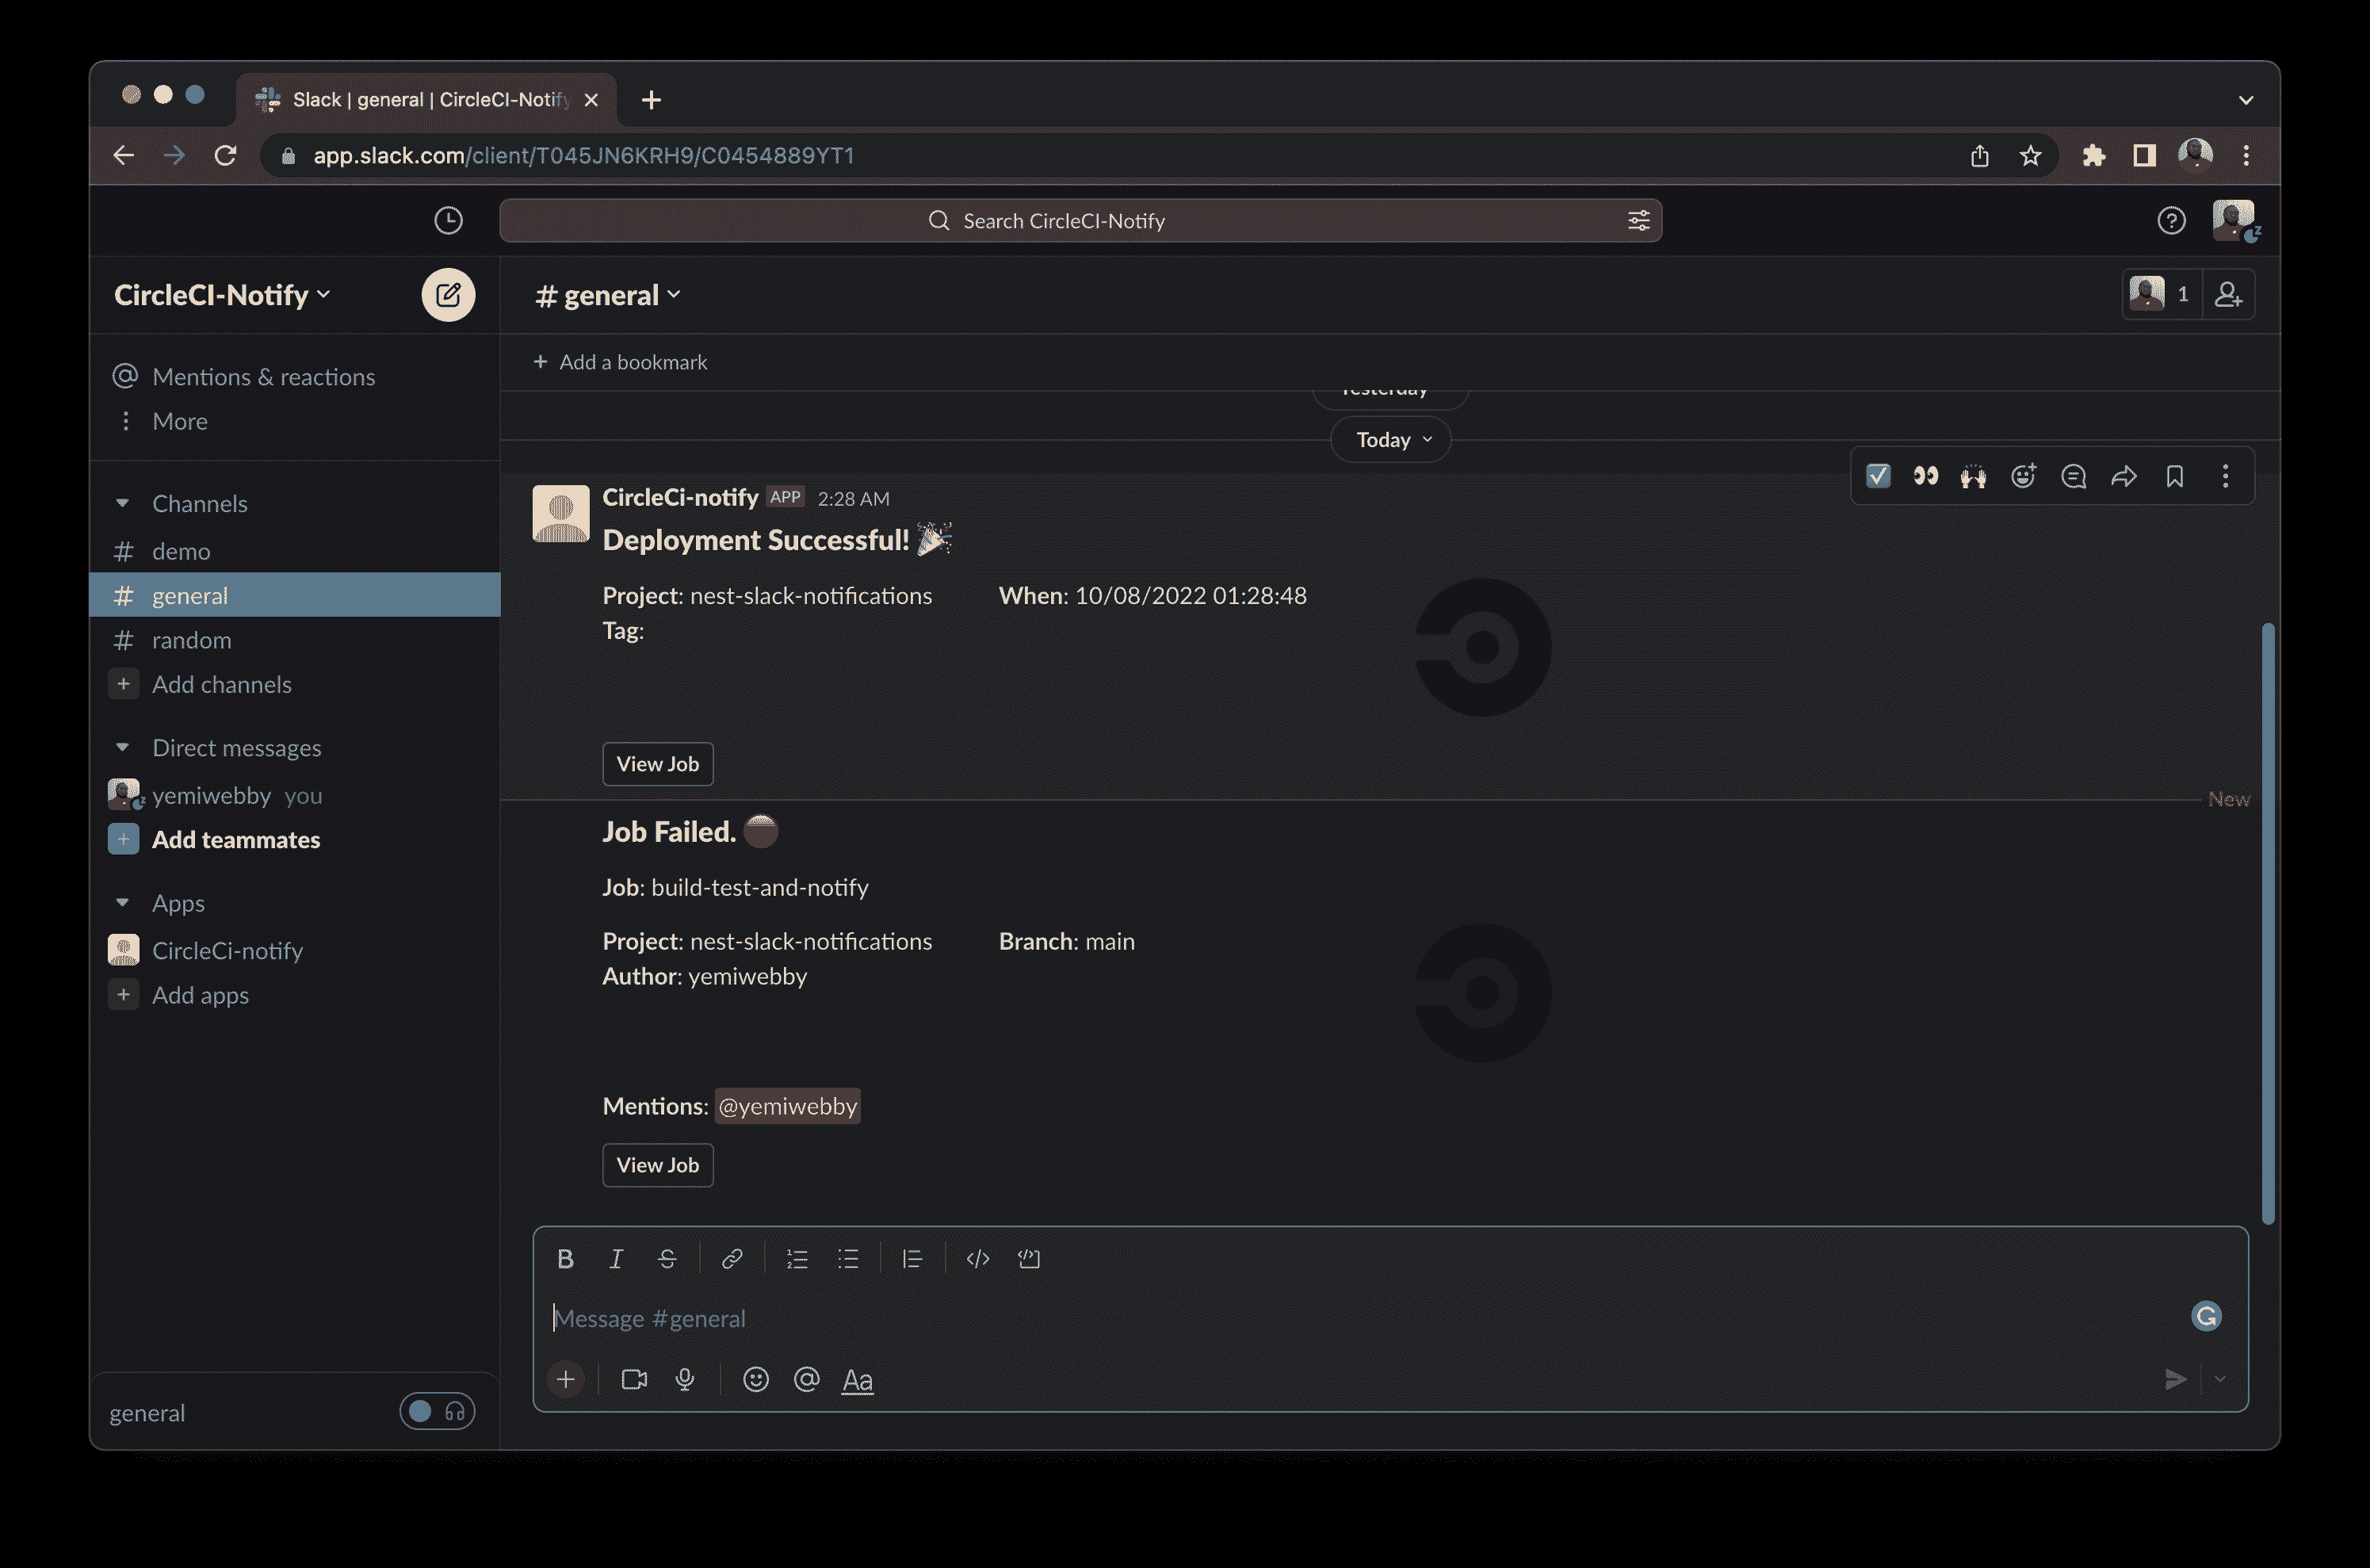 Slack | general | CircleCI-Notify
app.slack.com/client/T045JN6KRH9/C0454889YT1
Search CircleCI-Notify
CircleCI-Notify
# general
1
Mentions & reactions
More
+ Add a bookmark
Yesterday
Today
Channels
# demo
# general
# random
+ Add channels
Direct messages
yemiwebby you
+ Add teammates
Apps
CircleCi-notify
+ Add apps
general
CircleCi-notify APP 2:28 AM
Deployment Successful! 🎉
Project: nest-slack-notifications When: 10/08/2022 01:28:48
Tag:
View Job
New
Job Failed. 🔴
Job: build-test-and-notify
Project: nest-slack-notifications Branch: main
Author: yemiwebby
Mentions: @yemiwebby
View Job
B I S
Message #general
Aa